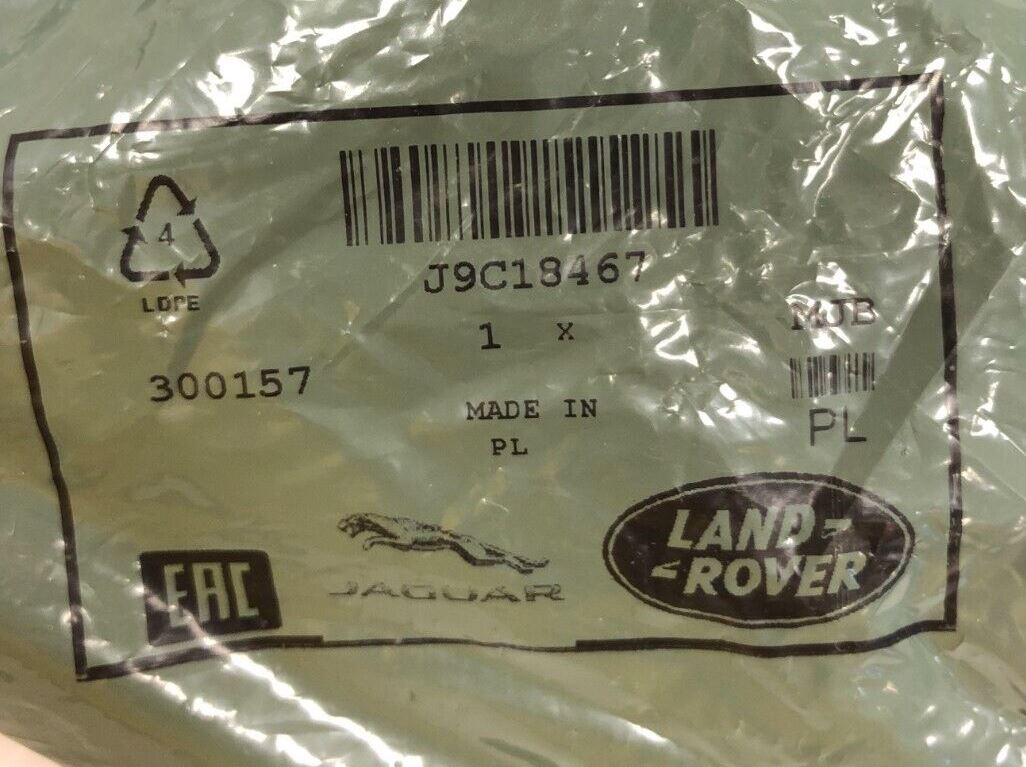 4
LDPE
J9C18467
1 x
MJB
300157
MADE IN
PL
PL
EAC
JAGUAR
LAND-
-ROVER